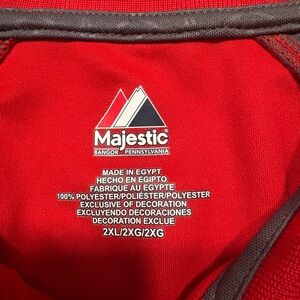 Majestic®
BANGOR · PENNSYLVANIA
MADE IN EGYPT
HECHO EN EGIPTO
FABRIQUE AU EGYPTE
100% POLYESTER/POLIÉSTER/POLYESTER
EXCLUSIVE OF DECORATION
EXCLUYENDO DECORACIONES
DECORATION EXCLUE
2XL/2XG/2XG